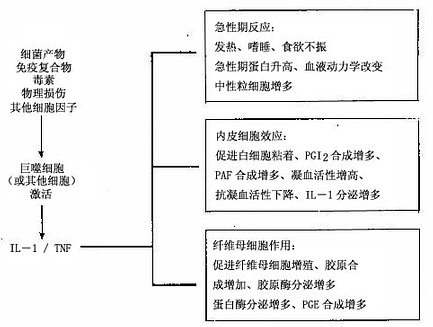 细菌产物
免疫复合物
毒素
物理损伤
其他细胞因子
巨噬细胞
(或其他细胞)
激活
IL－1 / TNF
急性期反应：
发热、嗜睡、食欲不振
急性期蛋白升高、血液动力学改变
中性粒细胞增多
内皮细胞效应：
促进白细胞粘着、PGI2合成增多、
PAF合成增多、凝血活性增高、
抗凝血活性下降、IL－1分泌增多
纤维母细胞作用：
促进纤维母细胞增殖、胶原合
成增加、胶原酶分泌增多
蛋白酶分泌增多、PGE合成增多